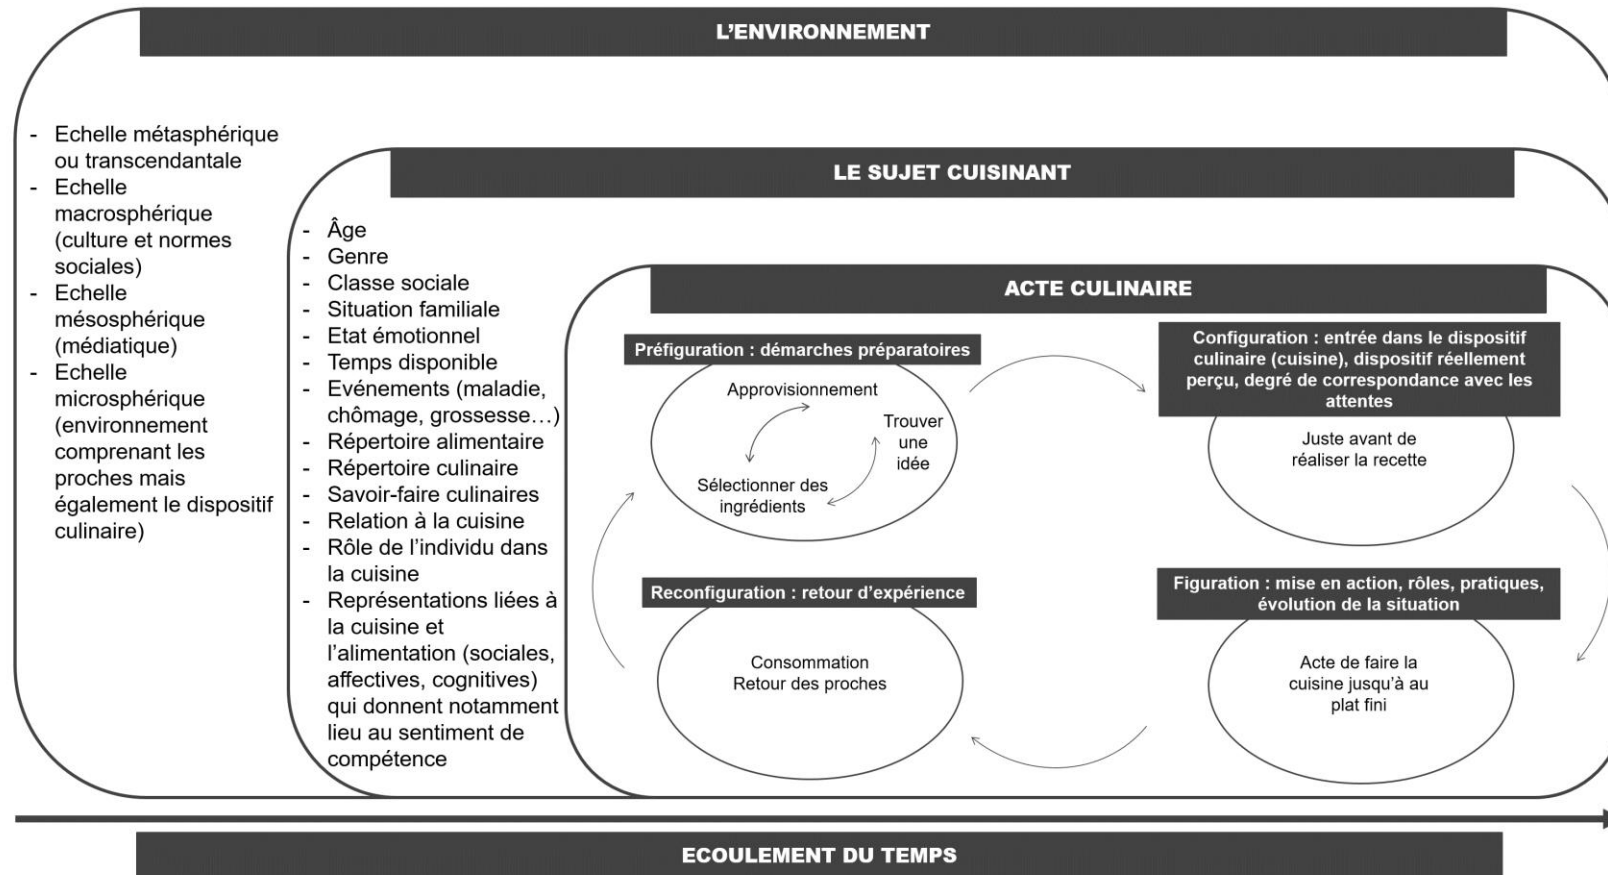 L'ENVIRONNEMENT
- Echelle métasphérique
ou transcendantale
- Echelle
macrosphérique
(culture et normes
sociales)
- Echelle
mésosphérique
(médiatique)
- Echelle
microsphérique
(environnement
comprenant les
proches mais
également le dispositif
culinaire)
LE SUJET CUISINANT
- Âge
- Genre
- Classe sociale
- Situation familiale
- Etat émotionnel
- Temps disponible
- Evénements (maladie,
chômage, grossesse…)
- Répertoire alimentaire
- Répertoire culinaire
- Savoir-faire culinaires
- Relation à la cuisine
- Rôle de l'individu dans
la cuisine
- Représentations liées à
la cuisine et
l'alimentation (sociales,
affectives, cognitives)
qui donnent notamment
lieu au sentiment de
compétence
ACTE CULINAIRE
Préfiguration : démarches préparatoires
Approvisionnement
Trouver
une
idée
Sélectionner des
ingrédients
Configuration : entrée dans le dispositif
culinaire (cuisine), dispositif réellement
perçu, degré de correspondance avec les
attentes
Juste avant de
réaliser la recette
Figuration : mise en action, rôles, pratiques,
évolution de la situation
Acte de faire la
cuisine jusqu'à au
plat fini
Reconfiguration : retour d'expérience
Consommation
Retour des proches
ECOULEMENT DU TEMPS